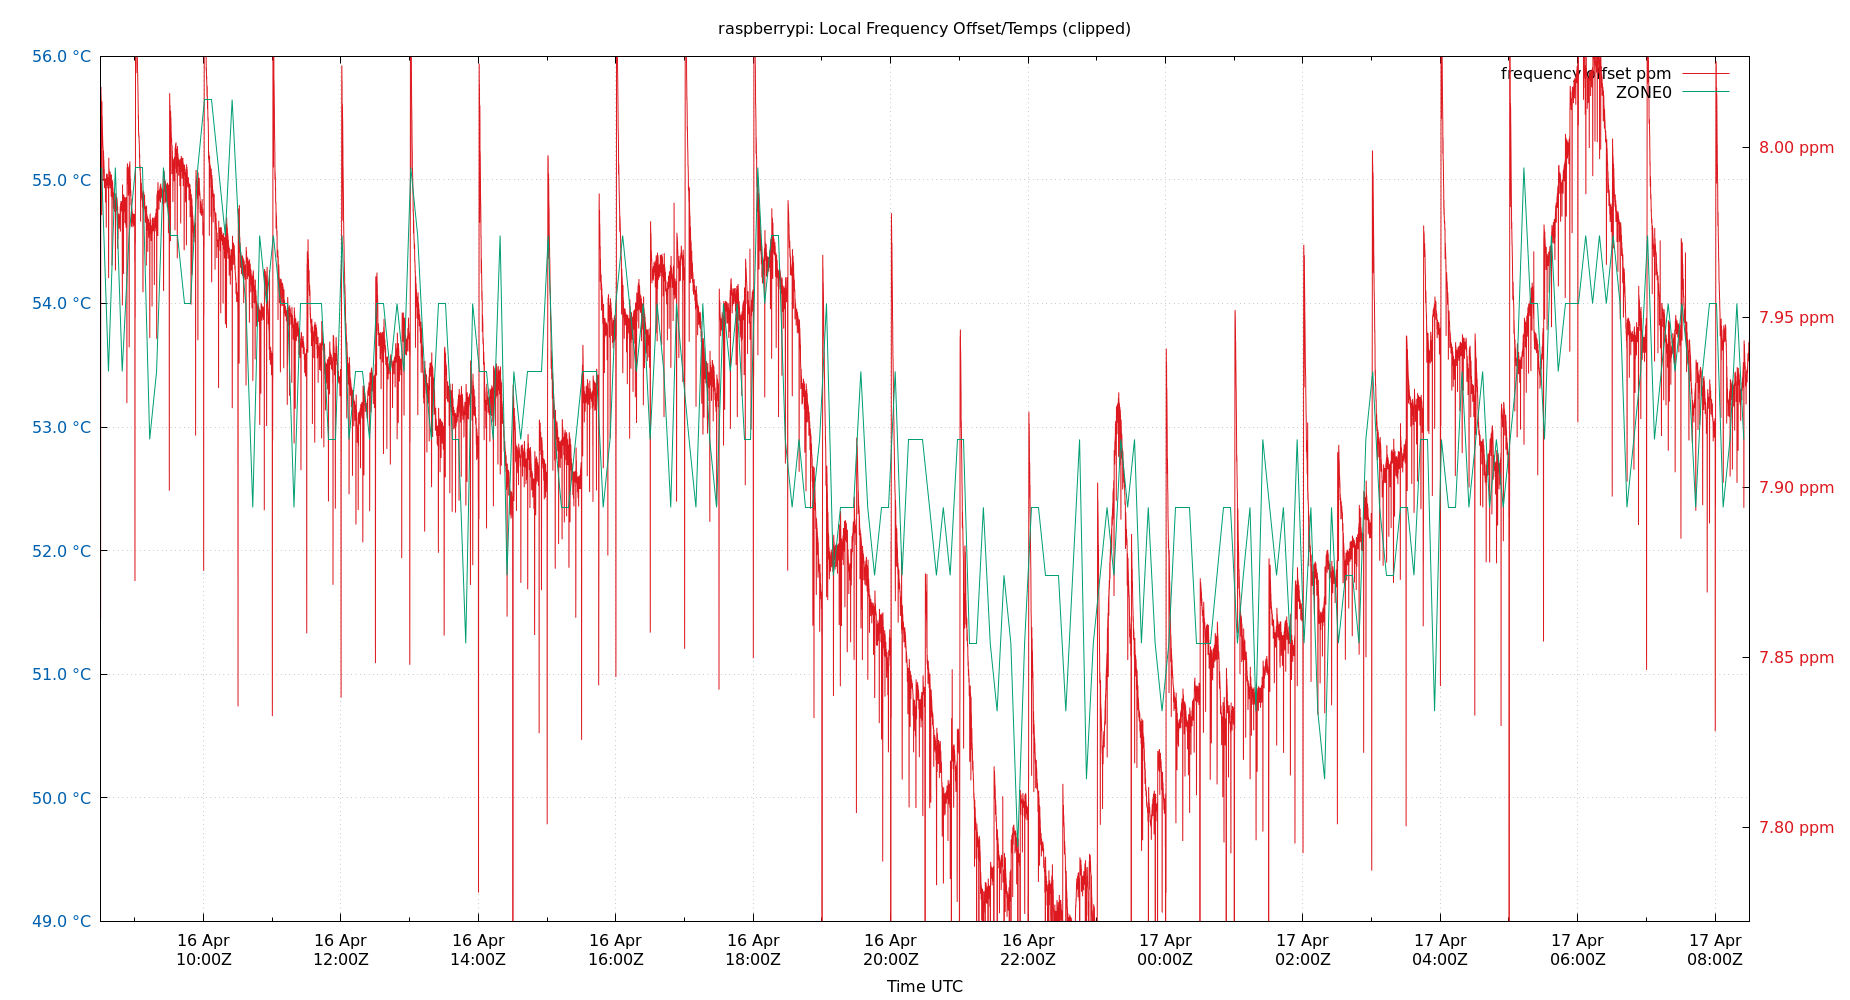 raspberrypi: Local Frequency Offset/Temps (clipped)
56.0 °C
55.0 °C
54.0 °C
53.0 °C
52.0 °C
51.0 °C
50.0 °C
49.0 °C
frequency offset ppm
ZONE0
8.00 ppm
7.95 ppm
7.90 ppm
7.85 ppm
7.80 ppm
16 Apr
10:00Z
16 Apr
12:00Z
16 Apr
14:00Z
16 Apr
16:00Z
16 Apr
18:00Z
16 Apr
20:00Z
16 Apr
22:00Z
17 Apr
00:00Z
17 Apr
02:00Z
17 Apr
04:00Z
17 Apr
06:00Z
17 Apr
08:00Z
Time UTC